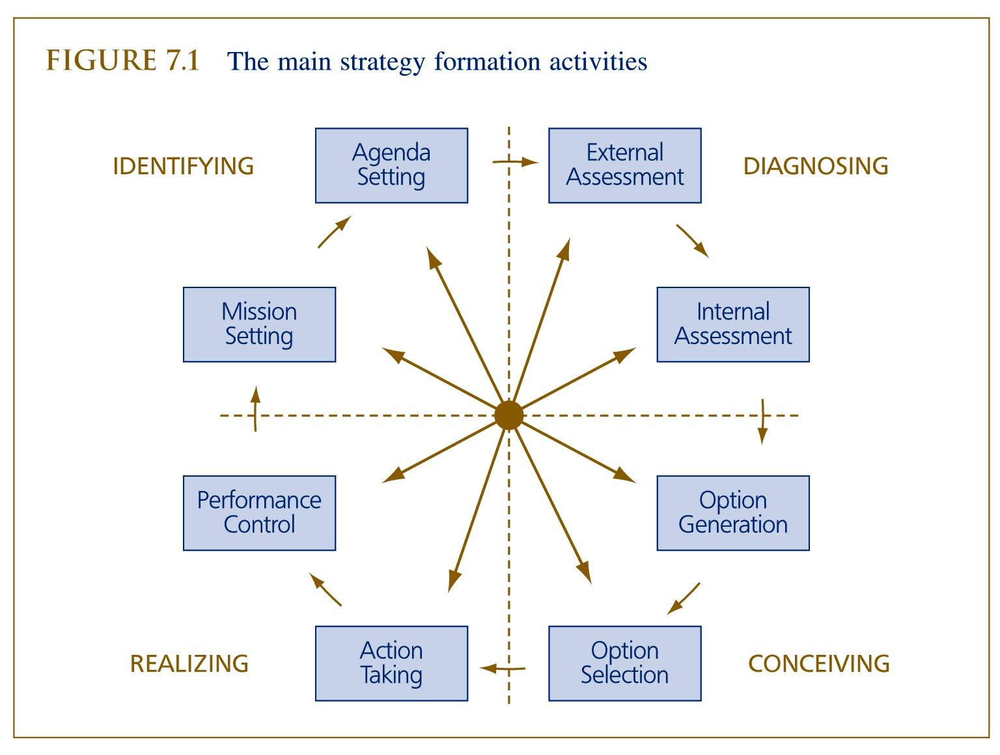 FIGURE 7.1 The main strategy formation activities
IDENTIFYING
Agenda
Setting
External
Assessment
DIAGNOSING
Mission
Setting
Internal
Assessment
Performance
Control
Option
Generation
REALIZING
Action
Taking
Option
Selection
CONCEIVING